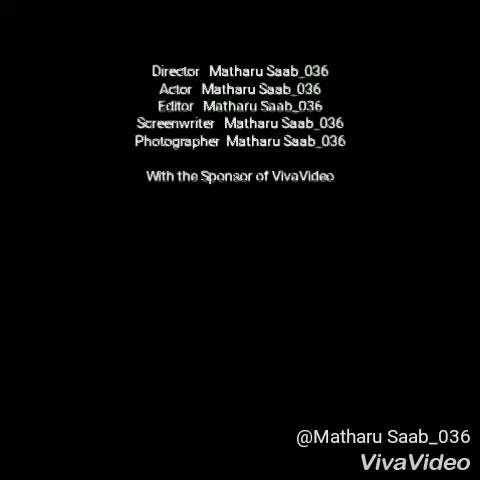 Director Matharu Saab_036
Actor Matharu Saab_036
Editor Matharu Saab_036
Screenwriter Matharu Saab_036
Photographer Matharu Saab_036
With the Sponsor of VivaVideo
@Matharu Saab_036
VivaVideo